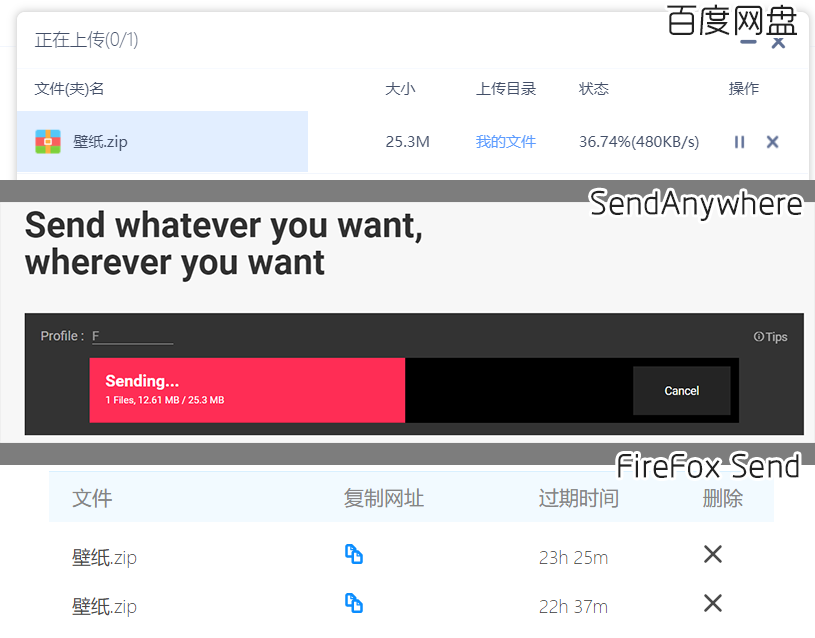 百度网盘
正在上传(0/1)
文件(夹)名 大小 上传目录 状态 操作
壁纸.zip 25.3M 我的文件 36.74%(480KB/s)
SendAnywhere
Send whatever you want,
wherever you want
Profile : F Tips
Sending...
1 Files, 12.61 MB / 25.3 MB
Cancel
FireFox Send
文件 复制网址 过期时间 删除
壁纸.zip 23h 25m
壁纸.zip 22h 37m